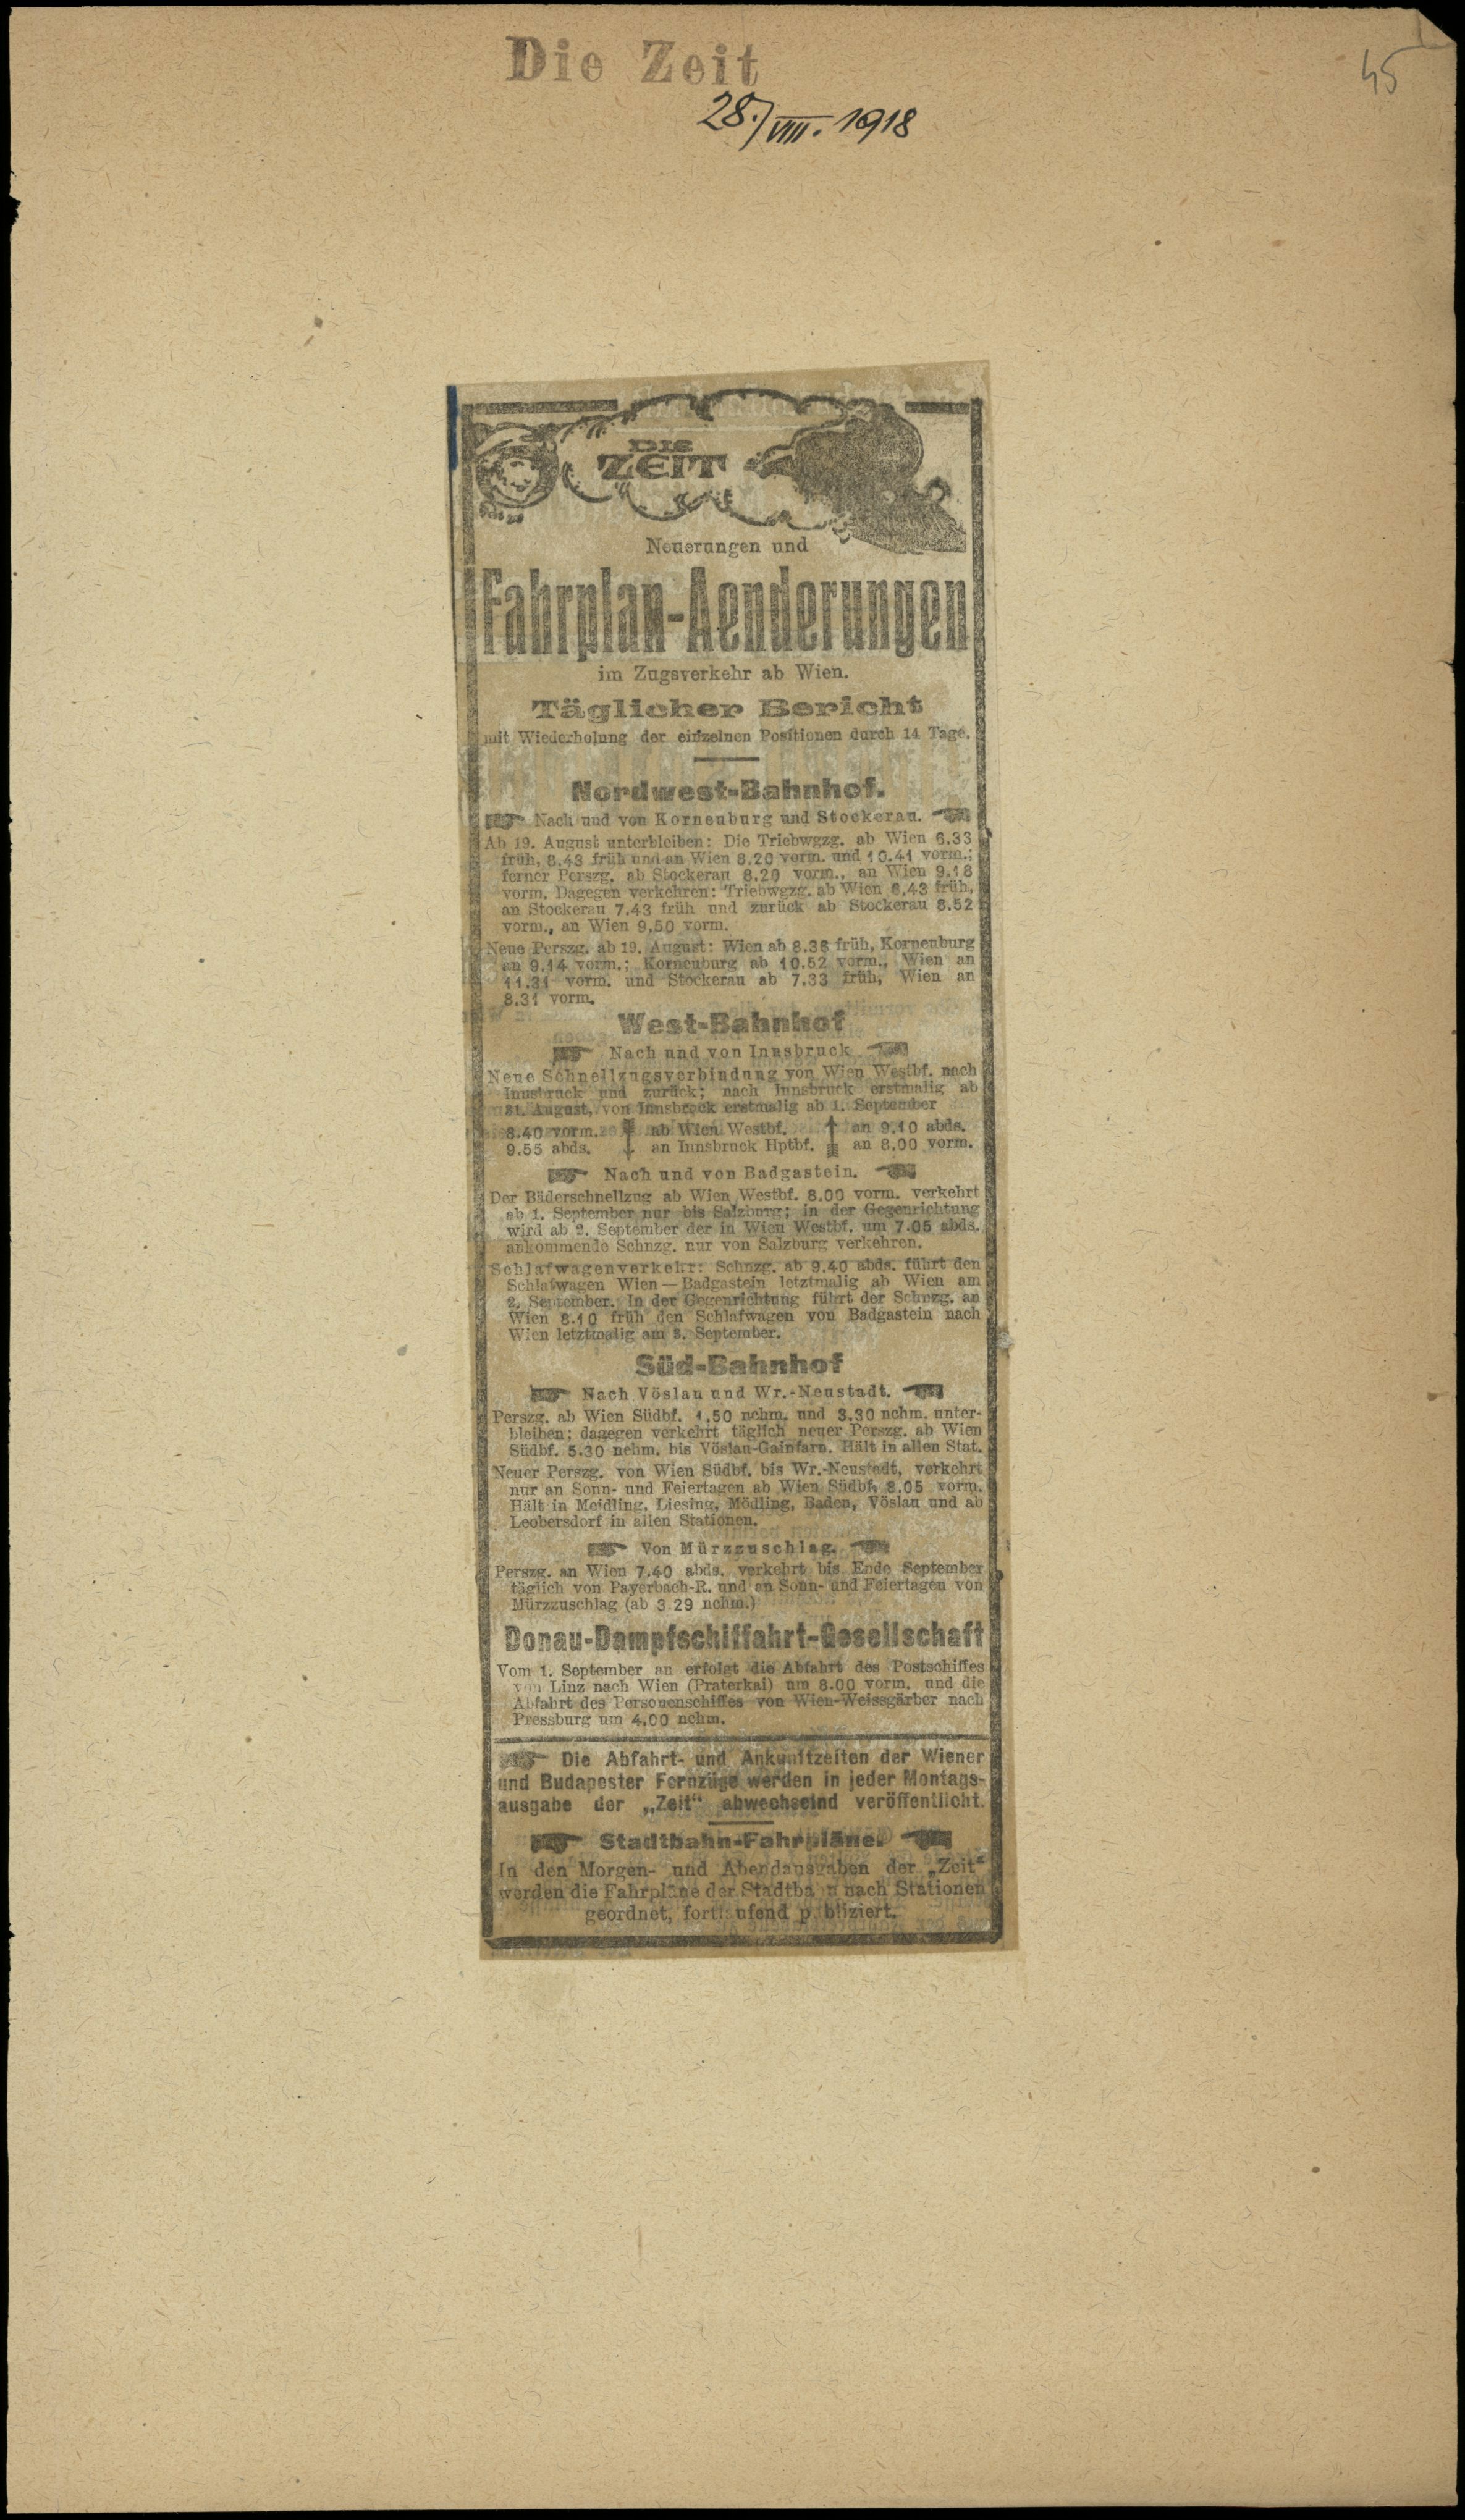 Die Zeit
45
28./VIII. 1918
DIE
ZEIT
Neuerungen und
Fahrplan-Aenderungen
im Zugsverkehr ab Wien.
Täglicher Bericht
mit Wiederholung der einzelnen Positionen durch 14 Tage.
Nordwest-Bahnhof.
Nach und von Korneuburg und Stockerau.
Ab 19. August unterbleiben: Die Triebwgzg. ab Wien 6.33
früh, 8.43 früh und an Wien 8.20 vorm. und 10.41 vorm.;
ferner Perszg. ab Stockerau 8.20 vorm., an Wien 9.18
vorm. Dagegen verkehren: Triebwgzg. ab Wien 6.43 früh,
an Stockerau 7.43 früh und zurück ab Stockerau 8.52
vorm., an Wien 9.50 vorm.
Neue Perszg. ab 19. August: Wien ab 8.36 früh, Korneuburg
an 9.14 vorm.; Korneuburg ab 10.52 vorm., Wien an
11.31 vorm. und Stockerau ab 7.33 früh, Wien an
8.31 vorm.
West-Bahnhof
Nach und von Innsbruck
Neue Schnellzugsverbindung von Wien Westbf. nach
Innsbruck und zurück; nach Innsbruck erstmalig ab
31. August, von Innsbruck erstmalig ab 1. September
8.40 vorm. ab Wien Westbf. an 9.10 abds.
9.55 abds. an Innsbruck Hptbf. an 8.00 vorm.
Nach und von Badgastein.
Der Bäderschnellzug ab Wien Westbf. 8.00 vorm. verkehrt
ab 1. September nur bis Salzburg; in der Gegenrichtung
wird ab 2. September der in Wien Westbf. um 7.05 abds.
ankommende Schnzg. nur von Salzburg verkehren.
Schlafwagenverkehr: Schnzg. ab 9.40 abds. führt den
Schlafwagen Wien—Badgastein letztmalig ab Wien am
2. September. In der Gegenrichtung führt der Schnzg. an
Wien 8.10 früh den Schlafwagen von Badgastein nach
Wien letztmalig am 3. September.
Süd-Bahnhof
Nach Vöslau und Wr.-Neustadt.
Perszg. ab Wien Südbf. 1.50 nchm. und 3.30 nchm. unter-
bleiben; dagegen verkehrt täglich neuer Perszg. ab Wien
Südbf. 5.30 nchm. bis Vöslau-Gainfarn. Hält in allen Stat.
Neuer Perszg. von Wien Südbf. bis Wr.-Neustadt, verkehrt
nur an Sonn- und Feiertagen ab Wien Südbf. 8.05 vorm.
Hält in Meidling, Liesing, Mödling, Baden, Vöslau und ab
Leobersdorf in allen Stationen.
Von Mürzzuschlag.
Perszg. an Wien 7.40 abds. verkehrt bis Ende September
täglich von Payerbach-R. und an Sonn- und Feiertagen von
Mürzzuschlag (ab 3 29 nchm.)
Donau-Dampfschiffahrt-Gesellschaft
Vom 1. September an erfolgt die Abfahrt des Postschiffes
von Linz nach Wien (Praterkai) um 8.00 vorm. und die
Abfahrt des Personenschiffes von Wien-Weissgärber nach
Pressburg um 4.00 nchm.
Die Abfahrt- und Ankunftzeiten der Wiener
und Budapester Fernzüge werden in jeder Montags-
ausgabe der „Zeit“ abwechselnd veröffentlicht.
Stadtbahn-Fahrpläne.
In den Morgen- und Abendausgaben der „Zeit“
werden die Fahrpläne der Stadtbahn nach Stationen
geordnet, fortlaufend publiziert.